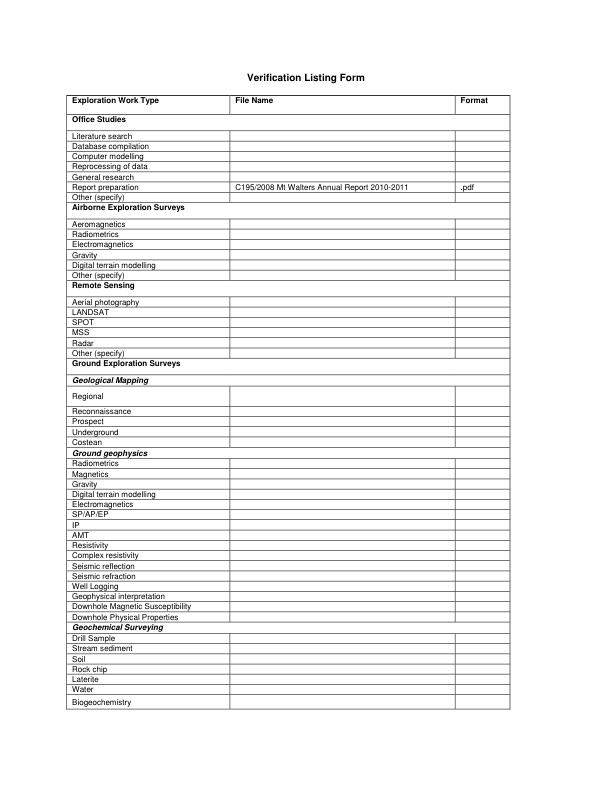 Verification Listing Form
Exploration Work Type File Name Format
Office Studies
Literature search
Database compilation
Computer modelling
Reprocessing of data
General research
Report preparation C195/2008 Mt Walters Annual Report 2010-2011 .pdf
Other (specify)
Airborne Exploration Surveys
Aeromagnetics
Radiometrics
Electromagnetics
Gravity
Digital terrain modelling
Other (specify)
Remote Sensing
Aerial photography
LANDSAT
SPOT
MSS
Radar
Other (specify)
Ground Exploration Surveys
Geological Mapping
Regional
Reconnaissance
Prospect
Underground
Costean
Ground geophysics
Radiometrics
Magnetics
Gravity
Digital terrain modelling
Electromagnetics
SP/AP/EP
IP
AMT
Resistivity
Complex resistivity
Seismic reflection
Seismic refraction
Well Logging
Geophysical interpretation
Downhole Magnetic Susceptibility
Downhole Physical Properties
Geochemical Surveying
Drill Sample
Stream sediment
Soil
Rock chip
Laterite
Water
Biogeochemistry